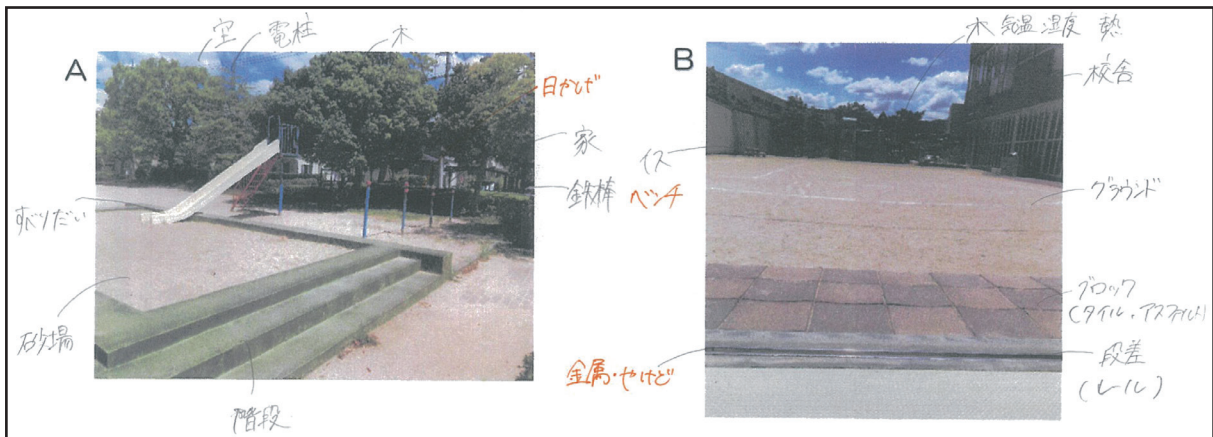 空 電柱 木
A
日かげ
家
鉄棒 ベンチ
すべりだい
砂場
階段
木 気温 湿度 熱
B
校舎
イス
グラウンド
ブロック
(タイル・アスファルト)
金属・やけど
段差
(レール)